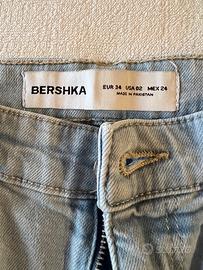 BERSHKA
EUR 34 USA 02 MEX 24
MADE IN PAKISTAN